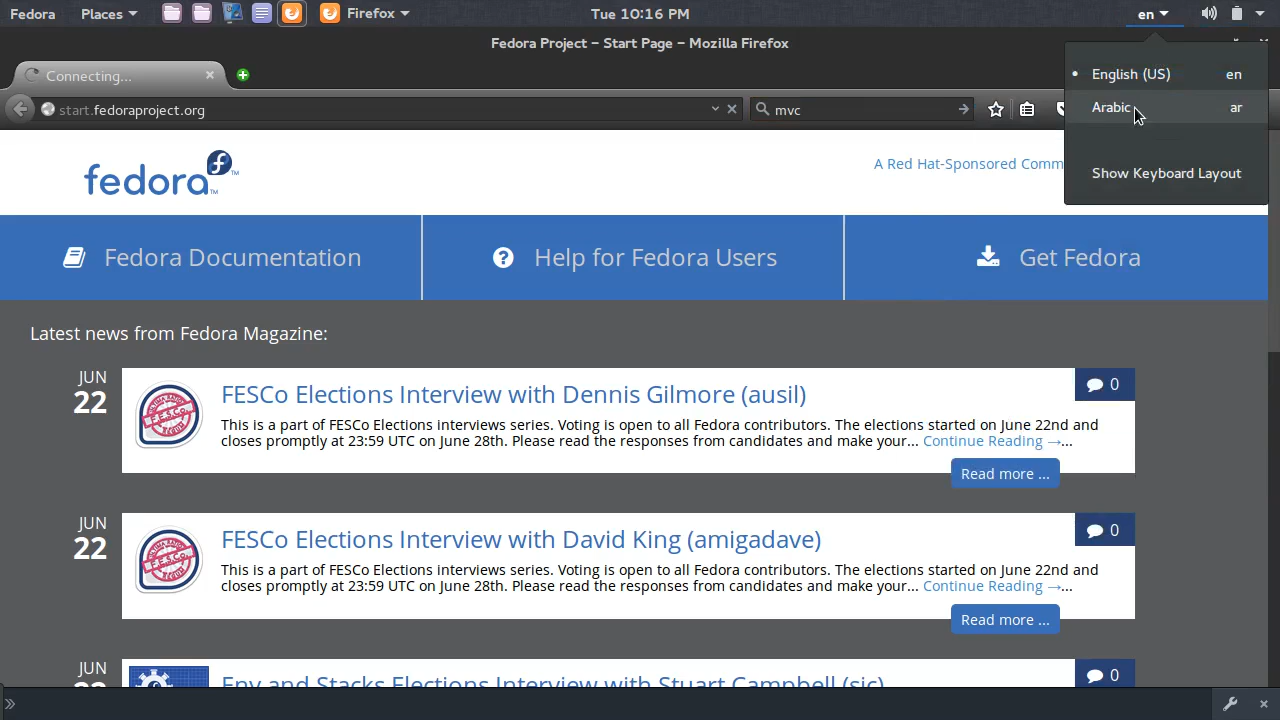 Fedora Places Firefox Tue 10:16 PM en
Fedora Project – Start Page – Mozilla Firefox
English (US) en
Connecting...
Arabic ar
start.fedoraproject.org mvc
fedora
A Red Hat-Sponsored Comm
Show Keyboard Layout
Fedora Documentation Help for Fedora Users Get Fedora
Latest news from Fedora Magazine:
JUN
22
FESCo Elections Interview with Dennis Gilmore (ausil)
0
This is a part of FESCo Elections interviews series. Voting is open to all Fedora contributors. The elections started on June 22nd and
closes promptly at 23:59 UTC on June 28th. Please read the responses from candidates and make your... Continue Reading →...
Read more ...
JUN
22
FESCo Elections Interview with David King (amigadave)
0
This is a part of FESCo Elections interviews series. Voting is open to all Fedora contributors. The elections started on June 22nd and
closes promptly at 23:59 UTC on June 28th. Please read the responses from candidates and make your... Continue Reading →...
Read more ...
JUN
Env and Stacks Elections Interview with Stuart Campbell (sic)
0